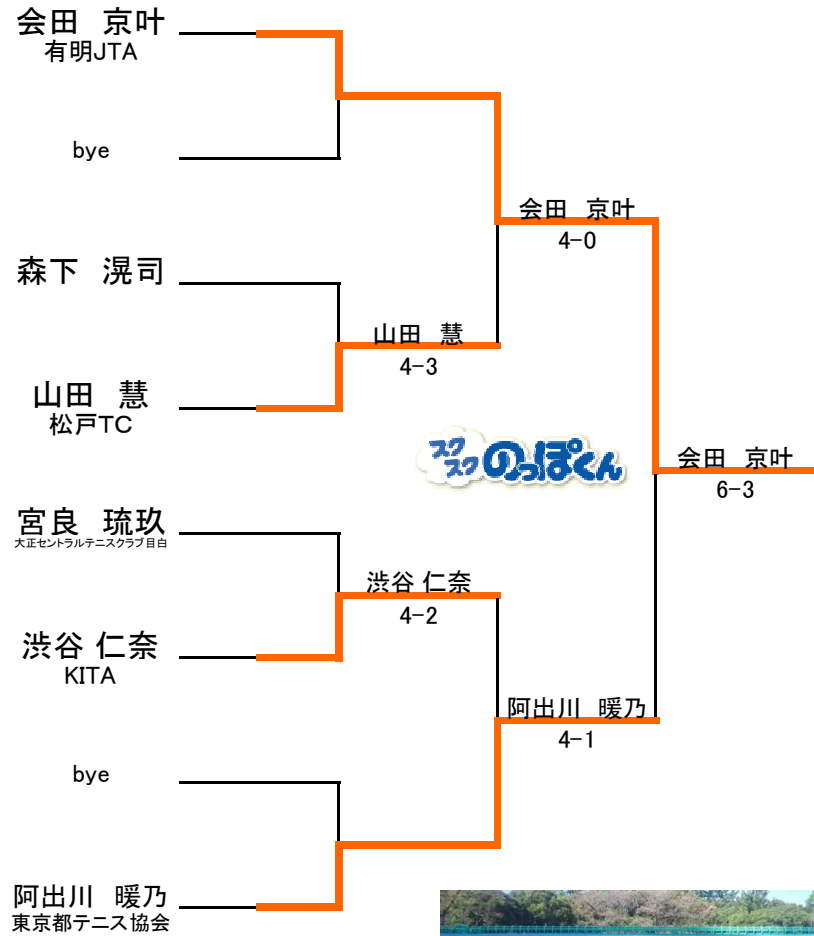 会田　京叶
有明JTA
bye
会田　京叶
4-0
森下　滉司
山田　慧
4-3
山田　慧
松戸TC
スク
スク のっぽくん
会田　京叶
6-3
宮良　琉玖
大正セントラルテニスクラブ目白
渋谷 仁奈
4-2
渋谷 仁奈
KITA
阿出川　暖乃
4-1
bye
阿出川　暖乃
東京都テニス協会